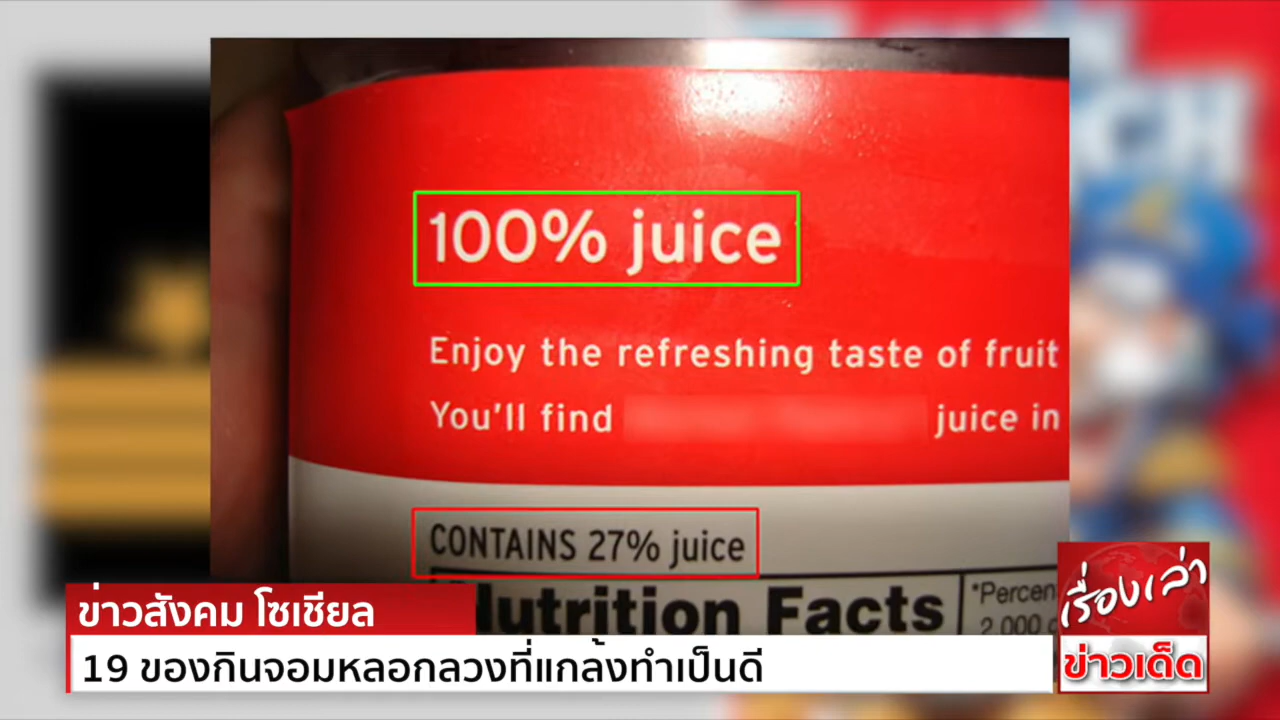 100% juice
Enjoy the refreshing taste of fruit
You'll find juice in
CONTAINS 27% juice
Nutrition Facts
*Percen
2,000
ข่าวสังคม โซเชียล
19 ของกินจอมหลอกลวงที่แกล้งทำเป็นดี
เรื่องเล่า
ข่าวเด็ด